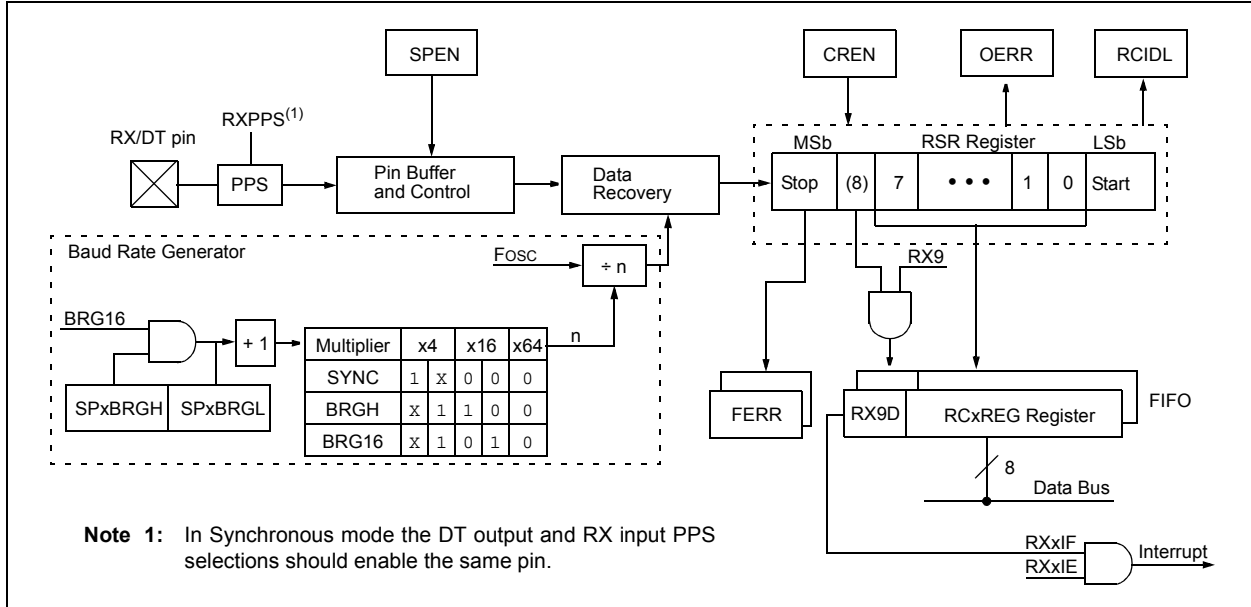 SPEN
CREN
OERR
RCIDL
RXPPS(1)
RX/DT pin
PPS
Pin Buffer
and Control
Data
Recovery
MSb
RSR Register
LSb
Stop
(8)
7
• • •
1
0
Start
Baud Rate Generator
FOSC
÷ n
RX9
BRG16
+ 1
n
Multiplier x4 x16 x64
SYNC 1 X 0 0 0
BRGH X 1 1 0 0
BRG16 X 1 0 1 0
SPxBRGH
SPxBRGL
FERR
RX9D
RCxREG Register
FIFO
8
Data Bus
Note 1: In Synchronous mode the DT output and RX input PPS
selections should enable the same pin.
RXxIF
RXxIE
Interrupt